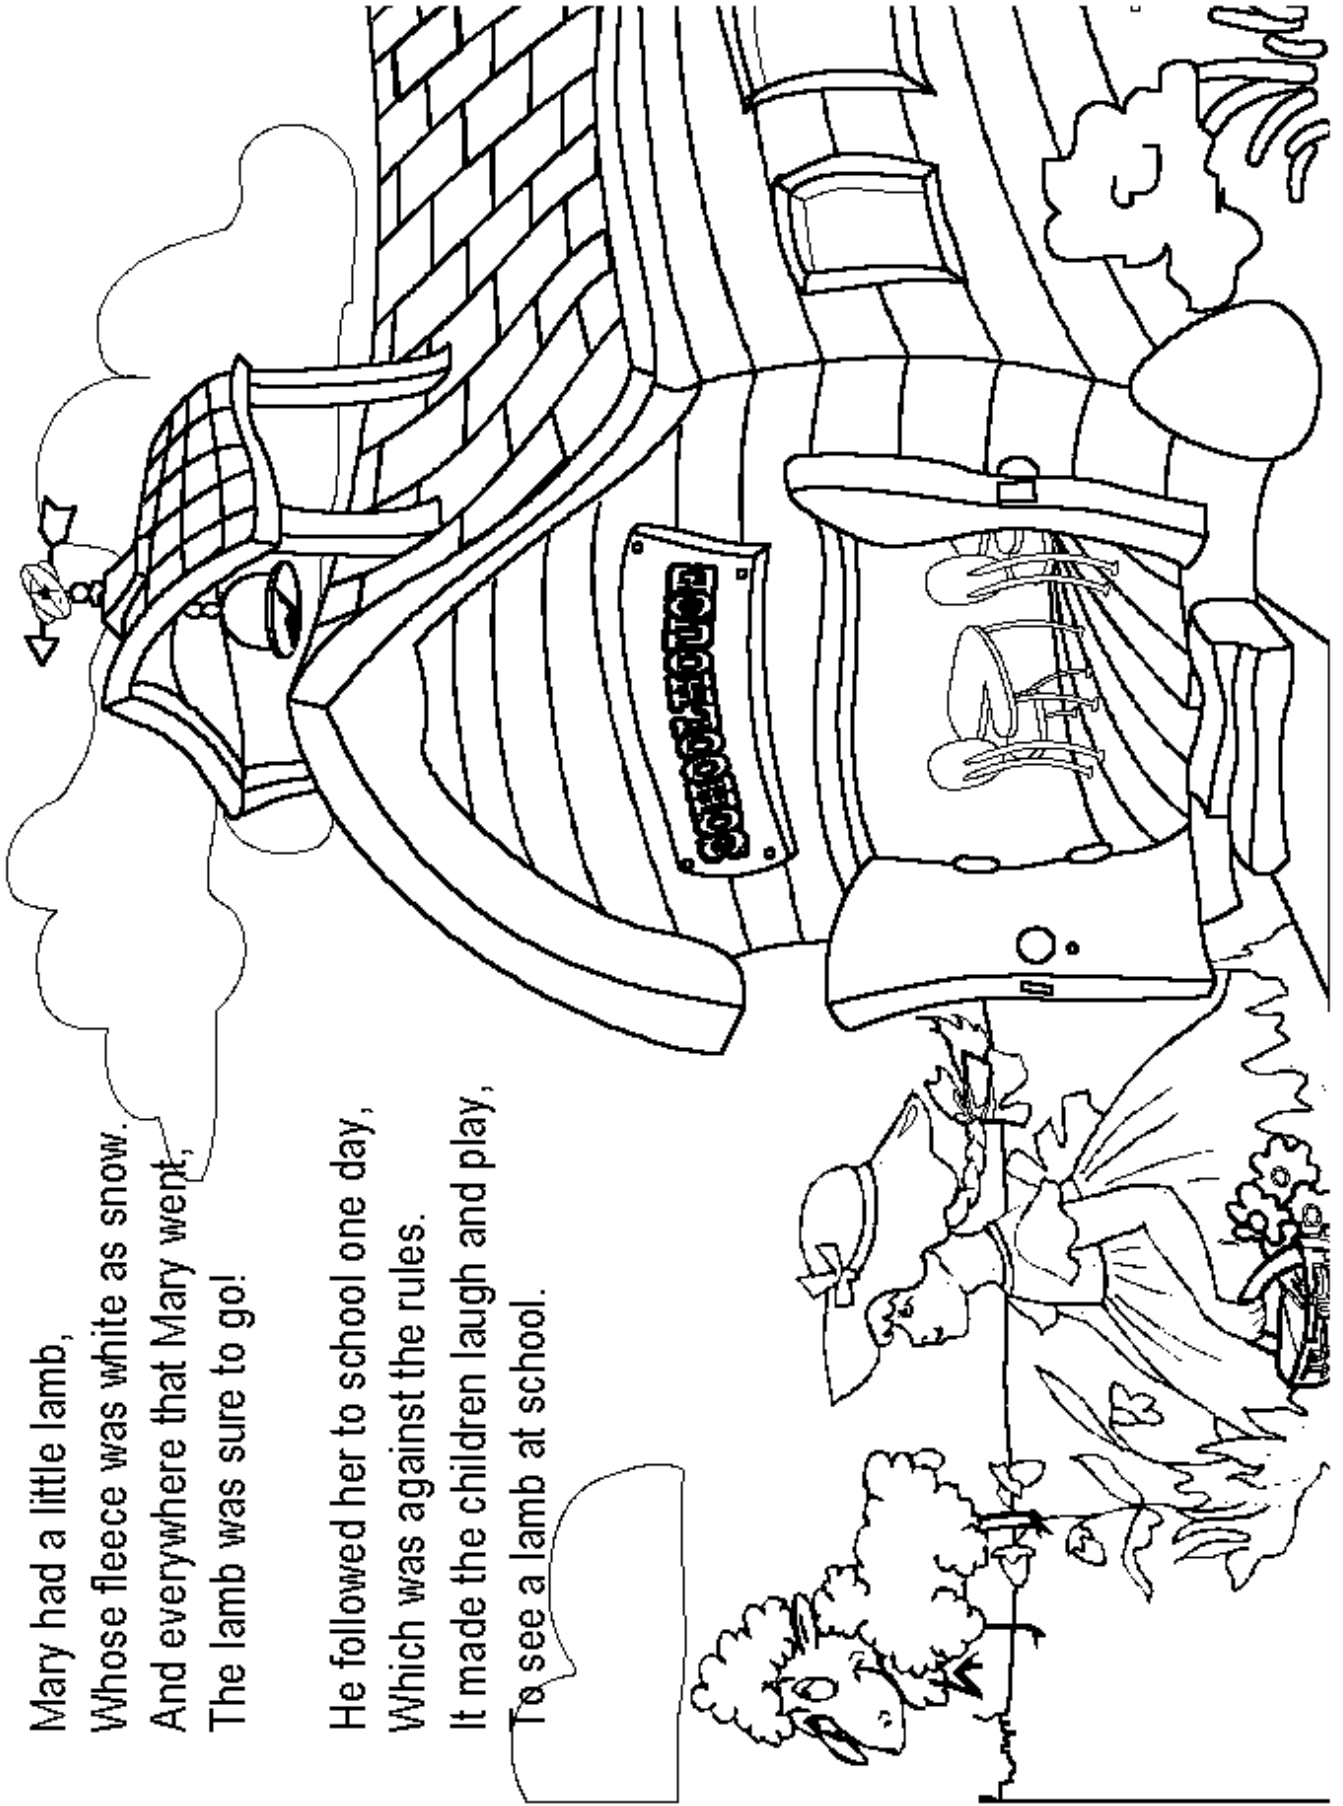 Mary had a little lamb,
Whose fleece was white as snow.
And everywhere that Mary went,
The lamb was sure to go!
He followed her to school one day,
Which was against the rules.
It made the children laugh and play,
To see a lamb at school.
SCHOOLHOUSE